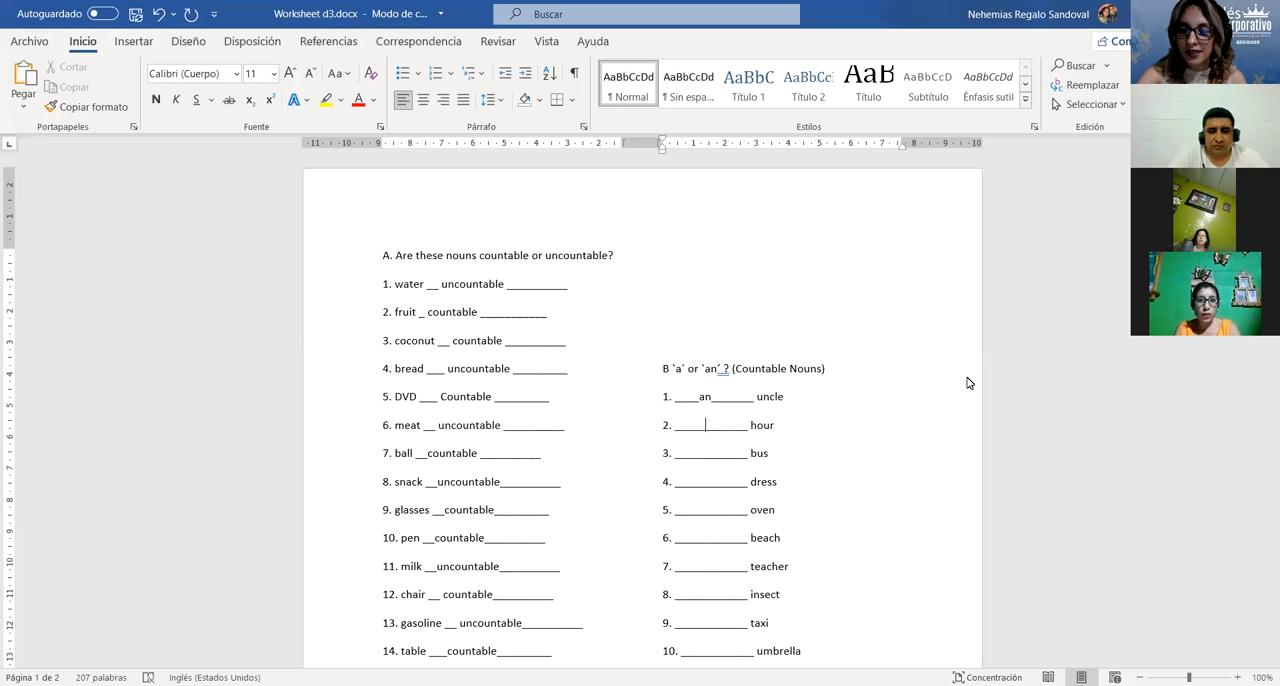 Autoguardado
Worksheet d3.docx - Modo de c...
Buscar
Nehemias Regalo Sandoval
Archivo Inicio Insertar Diseño Disposición Referencias Correspondencia Revisar Vista Ayuda
Pegar
Cortar
Copiar
Copiar formato
Portapapeles
Calibri (Cuerpo) 11
Aa
N K S ab x₂ x² A A
Fuente
Párrafo
AaBbCcDd AaBbCcDd AaBbC AaBbCc AaB AaBbCcD AaBbCcD
¶ Normal ¶ Sin espa... Título 1 Título 2 Título Subtítulo Énfasis sutil
Estilos
Buscar
Reemplazar
Seleccionar
Edición
corporativo
BEGINNER
A. Are these nouns countable or uncountable?
1. water __ uncountable __________
2. fruit _ countable ___________
3. coconut __ countable __________
4. bread ___ uncountable _________
5. DVD ___ Countable _________
6. meat __ uncountable __________
7. ball __countable __________
8. snack __uncountable__________
9. glasses __countable_________
10. pen __countable__________
11. milk __uncountable__________
12. chair __ countable_________
13. gasoline __ uncountable__________
14. table ___countable_________
B `a´ or `an´ ? (Countable Nouns)
1. ____an_______ uncle
2. ____________ hour
3. ____________ bus
4. ____________ dress
5. ____________ oven
6. ____________ beach
7. ____________ teacher
8. ____________ insect
9. ____________ taxi
10. ____________ umbrella
Página 1 de 2 207 palabras Inglés (Estados Unidos)
Concentración
100%